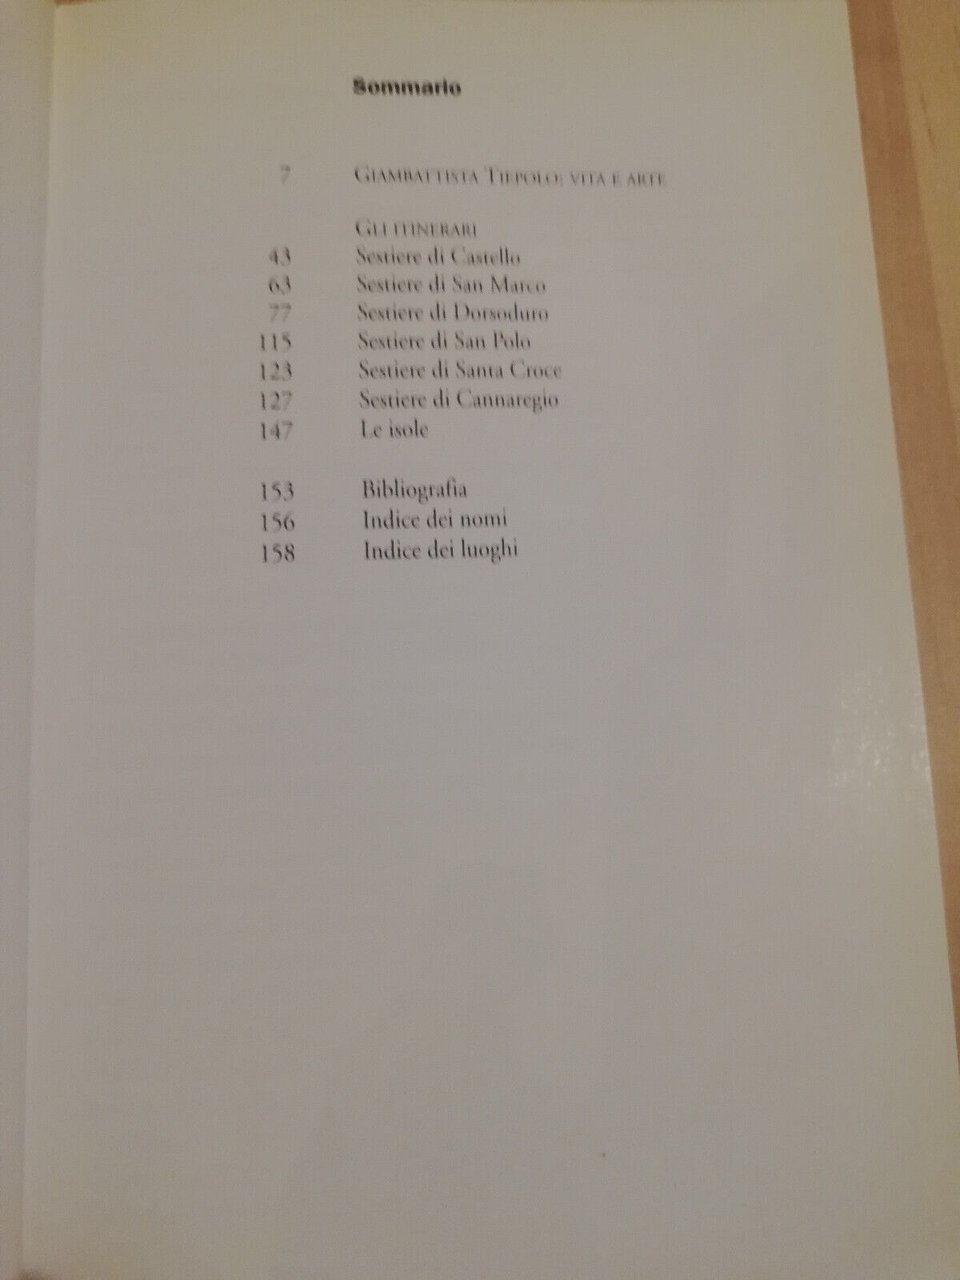 Sommario
7 Giambattista Tiepolo: vita e arte
Gli itinerari
43 Sestiere di Castello
63 Sestiere di San Marco
77 Sestiere di Dorsoduro
115 Sestiere di San Polo
123 Sestiere di Santa Croce
127 Sestiere di Cannaregio
147 Le isole
153 Bibliografia
156 Indice dei nomi
158 Indice dei luoghi